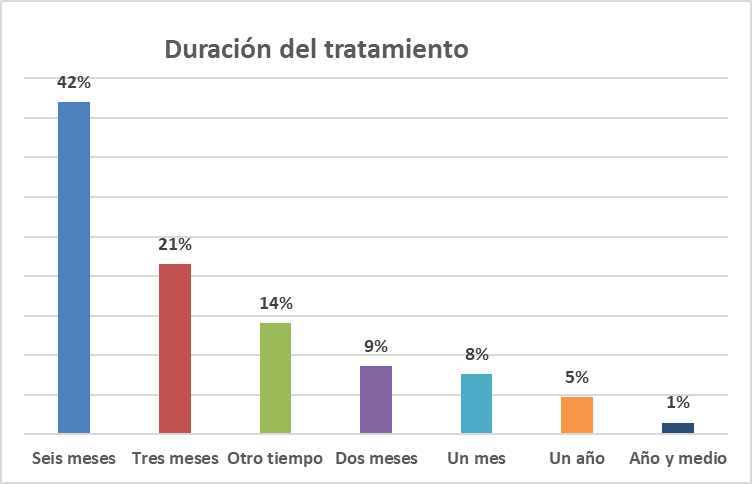 Duración del tratamiento
42%
21%
14%
9%
8%
5%
1%
Seis meses
Tres meses
Otro tiempo
Dos meses
Un mes
Un año
Año y medio